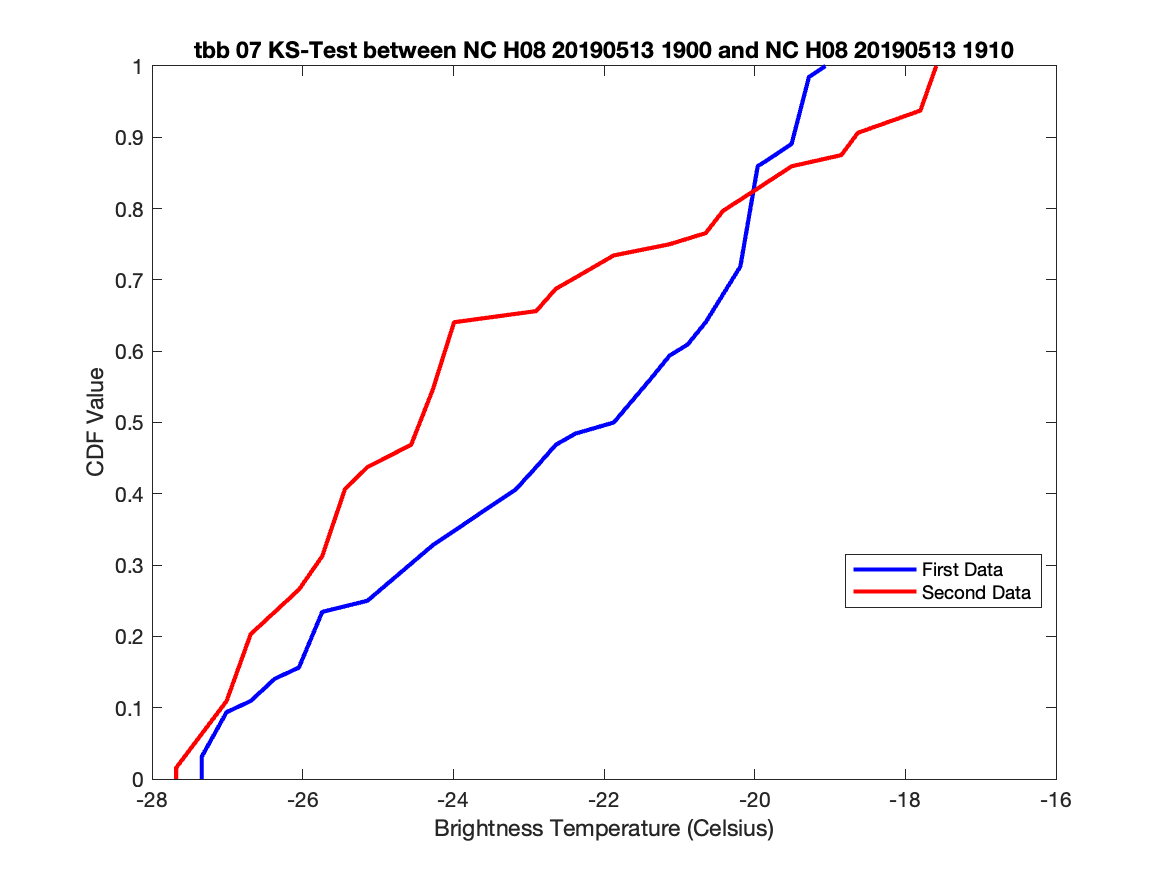 tbb 07 KS-Test between NC H08 20190513 1900 and NC H08 20190513 1910
1
0.9
0.8
0.7
0.6
0.5
0.4
0.3
0.2
0.1
0
CDF Value
First Data
Second Data
-28 -26 -24 -22 -20 -18 -16
Brightness Temperature (Celsius)